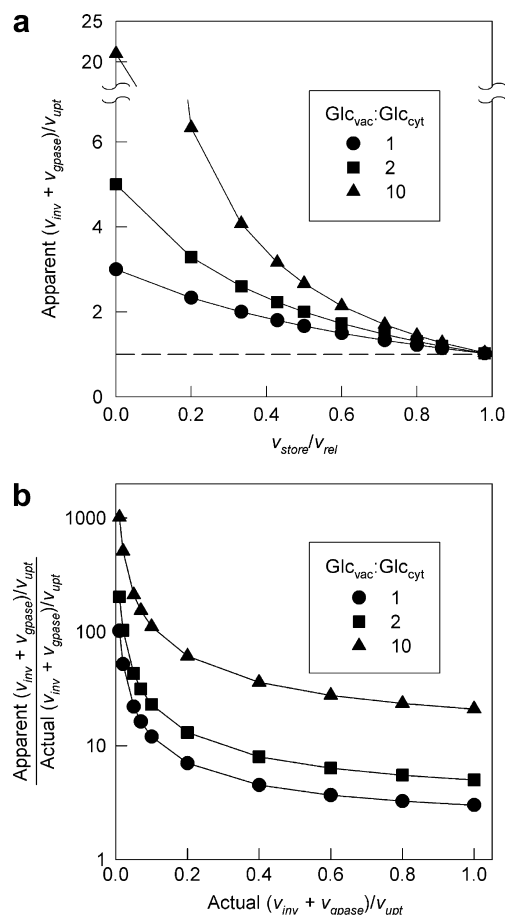 a
25
20
6
4
2
0
Apparent (v_inv + v_gpase)/v_upt
Glc_vac:Glc_cyt
1
2
10
0.0 0.2 0.4 0.6 0.8 1.0
v_store/v_rel
b
1000
100
10
1
Apparent (v_inv + v_gpase)/v_upt
Actual (v_inv + v_gpase)/v_upt
Glc_vac:Glc_cyt
1
2
10
0.0 0.2 0.4 0.6 0.8 1.0
Actual (v_inv + v_gpase)/v_upt